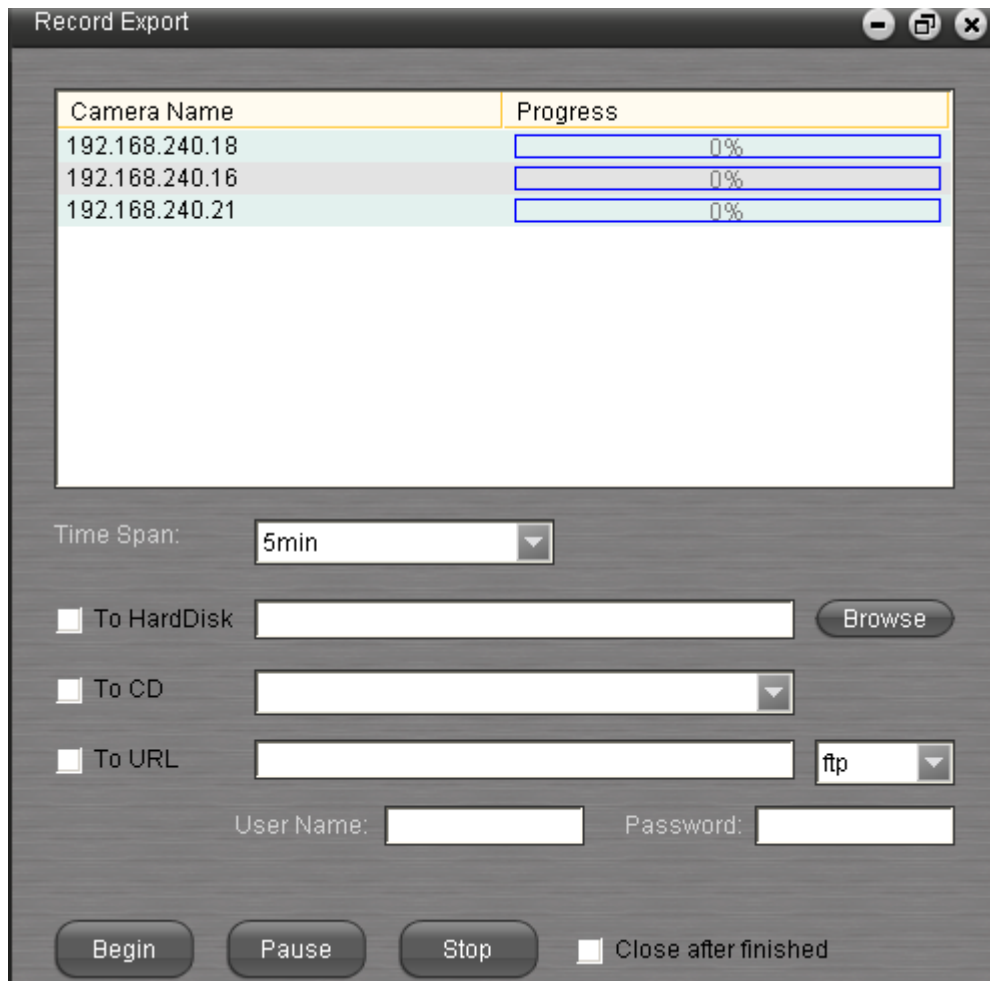 Record Export
Camera Name Progress
192.168.240.18 0%
192.168.240.16 0%
192.168.240.21 0%
Time Span: 5min
To HardDisk Browse
To CD
To URL ftp
User Name: Password:
Begin Pause Stop Close after finished